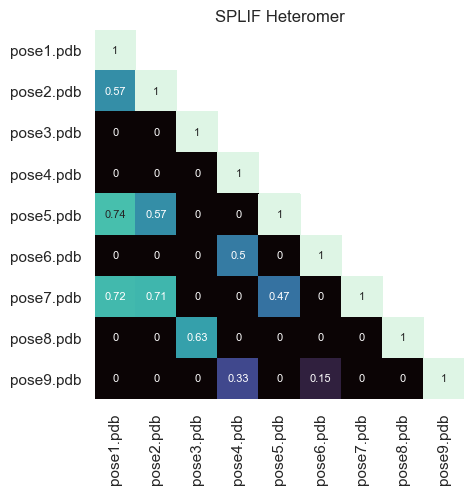 SPLIF Heteromer
pose1.pdb 1
pose2.pdb 0.57 1
pose3.pdb 0 0 1
pose4.pdb 0 0 0 1
pose5.pdb 0.74 0.57 0 0 1
pose6.pdb 0 0 0 0.5 0 1
pose7.pdb 0.72 0.71 0 0 0.47 0 1
pose8.pdb 0 0 0.63 0 0 0 0 1
pose9.pdb 0 0 0 0.33 0 0.15 0 0 1
pose1.pdb pose2.pdb pose3.pdb pose4.pdb pose5.pdb pose6.pdb pose7.pdb pose8.pdb pose9.pdb